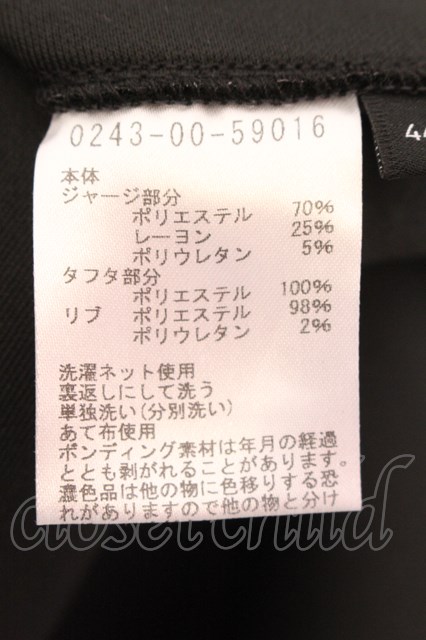 0243-00-59016
44
本体
ジャージ部分
ポリエステル 70%
レーヨン 25%
ポリウレタン 5%
タフタ部分
ポリエステル 100%
リブ ポリエステル 98%
ポリウレタン 2%
洗濯ネット使用
裏返しにして洗う
単独洗い(分別洗い)
あて布使用
ボンディング素材は年月の経過
ととも剥がれることがあります。
濃色品は他の物に色移りする恐
れがありますので他の物と分け
closet child